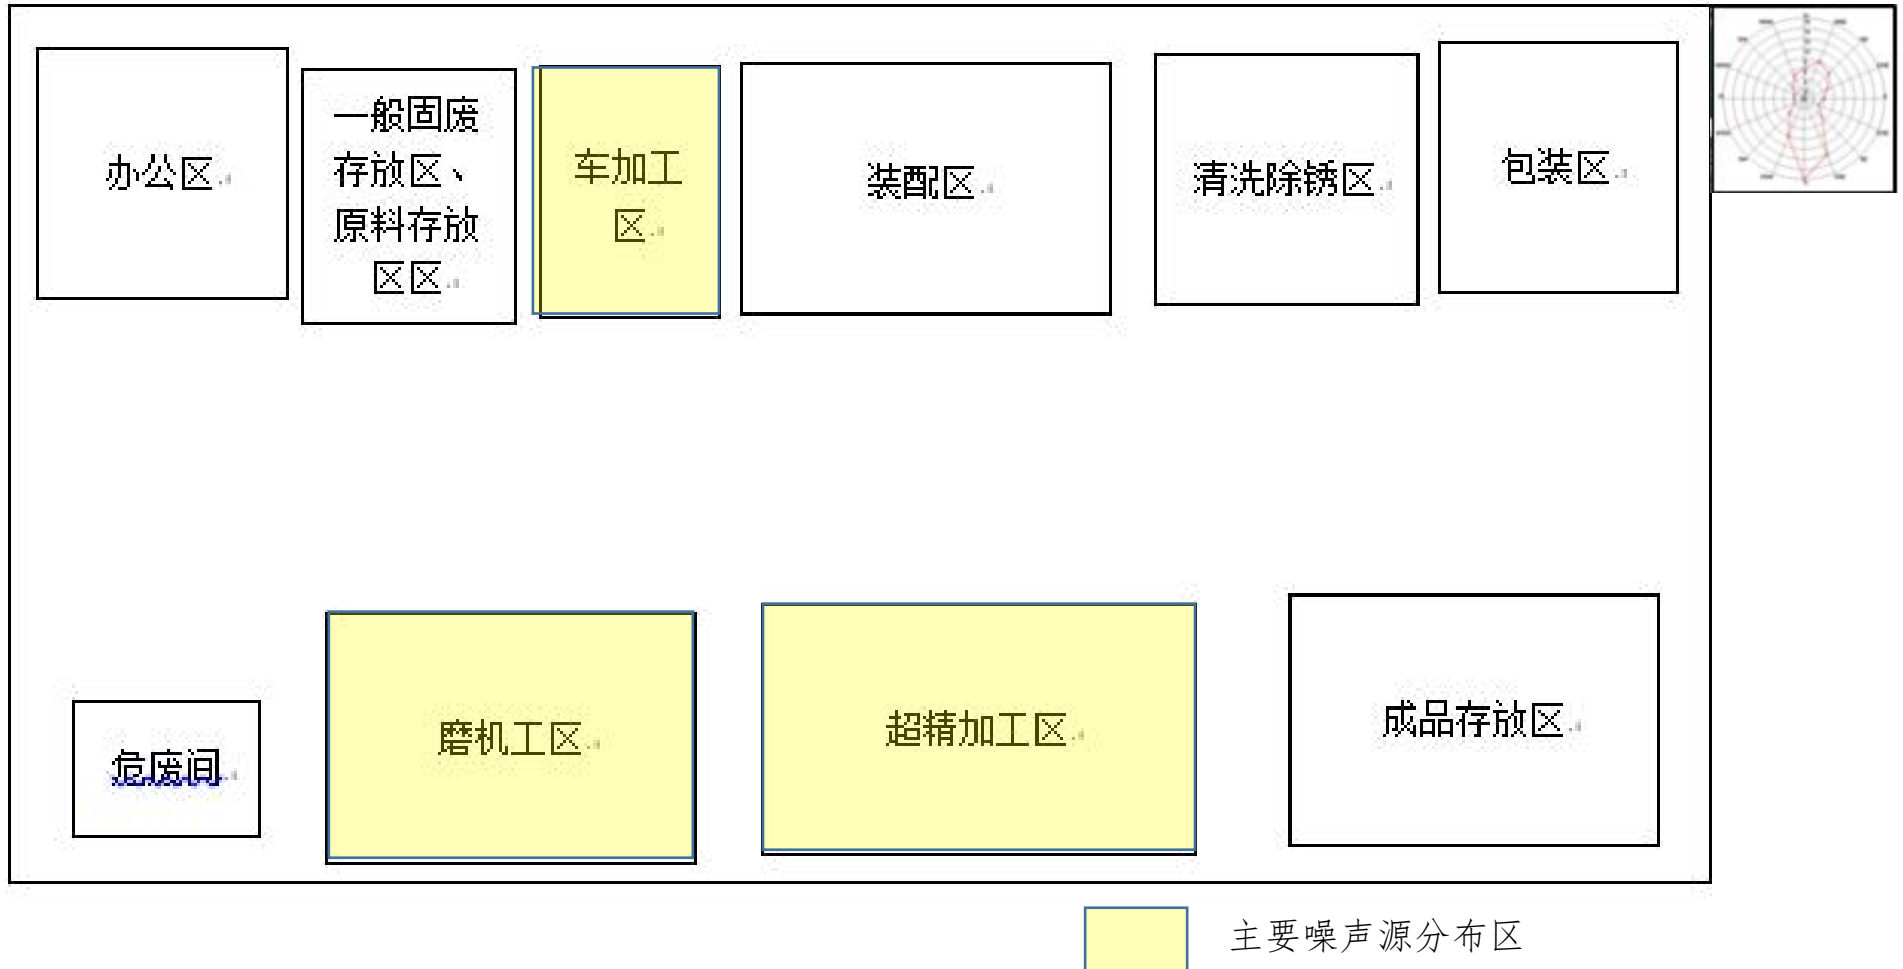 办公区
一般固废
存放区、
原料存放
区区
车加工
区
装配区
清洗除锈区
包装区
危废间
磨机工区
超精加工区
成品存放区
主要噪声源分布区